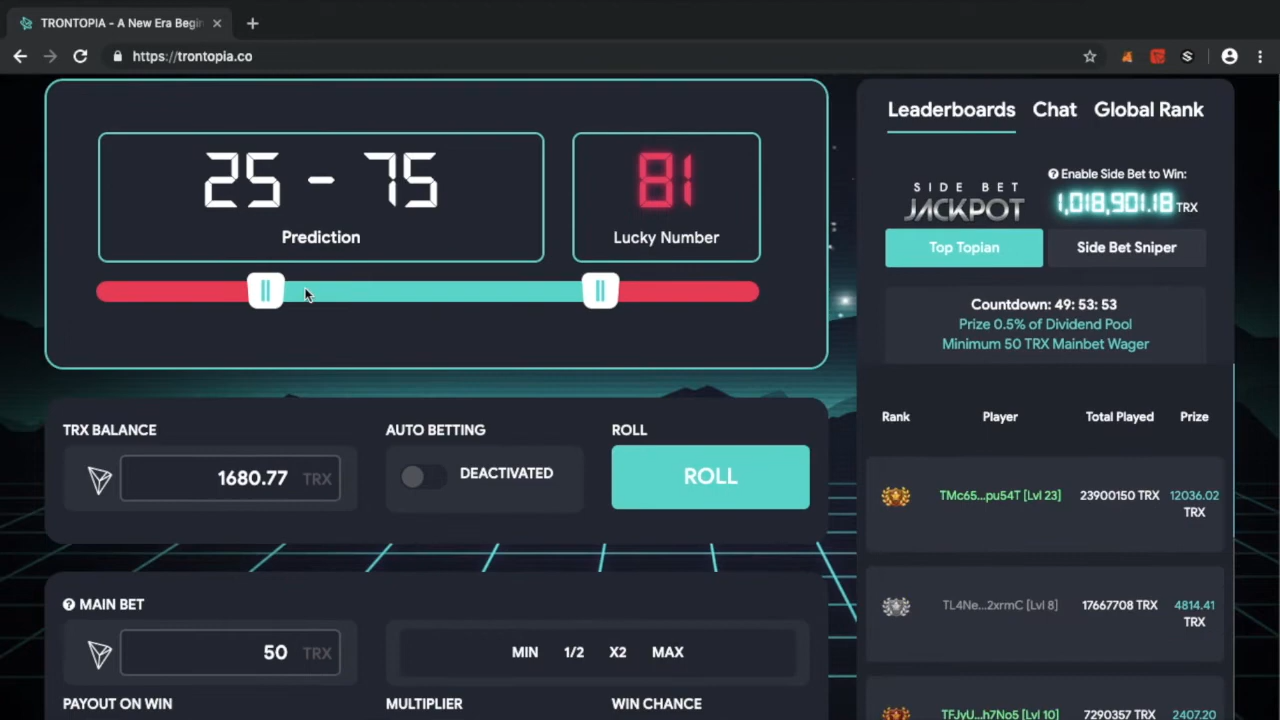 TRONTOPIA - A New Era Begin
https://trontopia.co
25 - 75
Prediction
81
Lucky Number
Leaderboards Chat Global Rank
SIDE BET
JACKPOT
Enable Side Bet to Win:
1,018,901.18 TRX
Top Topian
Side Bet Sniper
Countdown: 49: 53: 53
Prize 0.5% of Dividend Pool
Minimum 50 TRX Mainbet Wager
Rank Player Total Played Prize
TMc65...pu54T [Lvl 23] 23900150 TRX 12036.02 TRX
TL4Ne...2xrmC [Lvl 8] 17667708 TRX 4814.41 TRX
TFJyU...h7No5 [Lvl 10] 7290357 TRX 2407.20
TRX BALANCE
1680.77 TRX
AUTO BETTING
DEACTIVATED
ROLL
ROLL
MAIN BET
50 TRX
MIN 1/2 X2 MAX
PAYOUT ON WIN
MULTIPLIER
WIN CHANCE